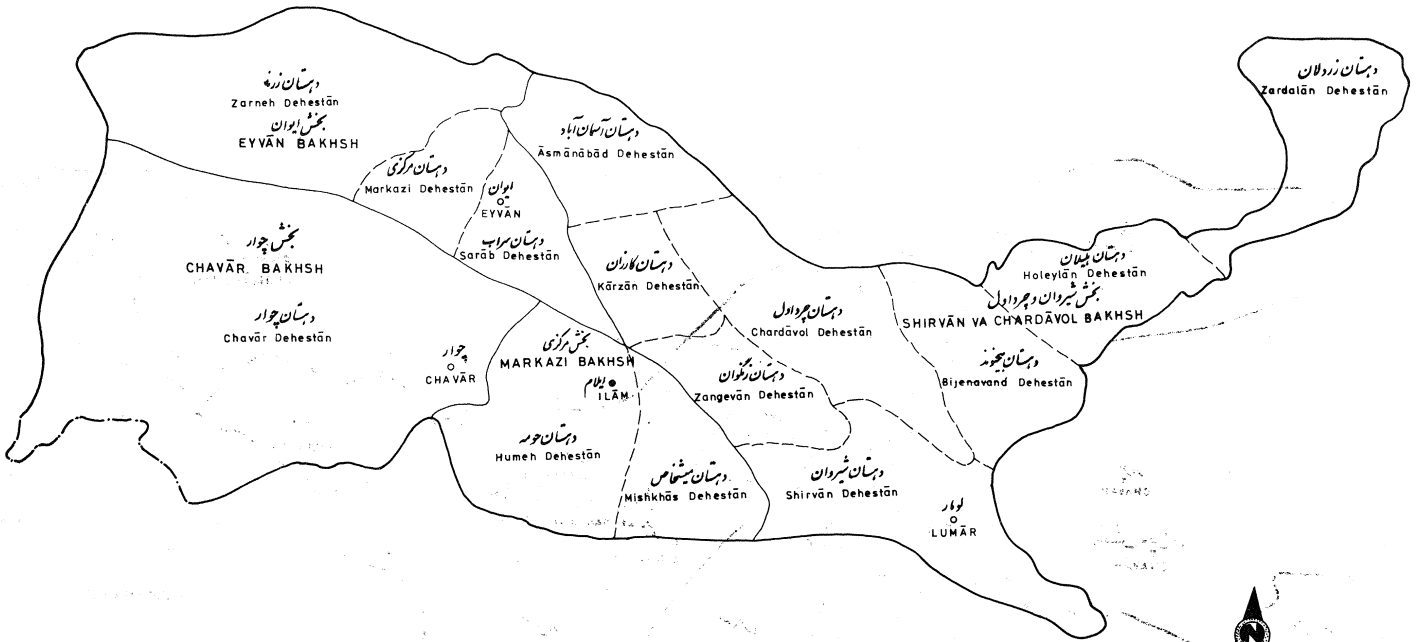 دهستان زرنه
Zarneh Dehestān
بخش ایوان
EYVĀN BAKHSH
دهستان مرکزی
Markazi Dehestān
ایوان
EYVĀN
دهستان سراب
Sarāb Dehestān
دهستان آسمان‌آباد
Āsmānābād Dehestān
دهستان زردلان
Zardalān Dehestān
بخش چوار
CHAVĀR BAKHSH
دهستان چوار
Chavār Dehestān
چوار
CHAVĀR
دهستان کارزان
Kārzān Dehestān
دهستان چرداول
Chardāvol Dehestān
دهستان هلیلان
Holeylān Dehestān
بخش شیروان و چرداول
SHIRVĀN VA CHARDĀVOL BAKHSH
دهستان بیجنوند
Bijenavand Dehestān
بخش مرکزی
MARKAZI BAKHSH
ایلام
ILĀM
دهستان زنگوان
Zangevān Dehestān
دهستان حومه
Humeh Dehestān
دهستان میشخاص
Mishkhās Dehestān
دهستان شیروان
Shirvān Dehestān
لومار
LUMĀR
N